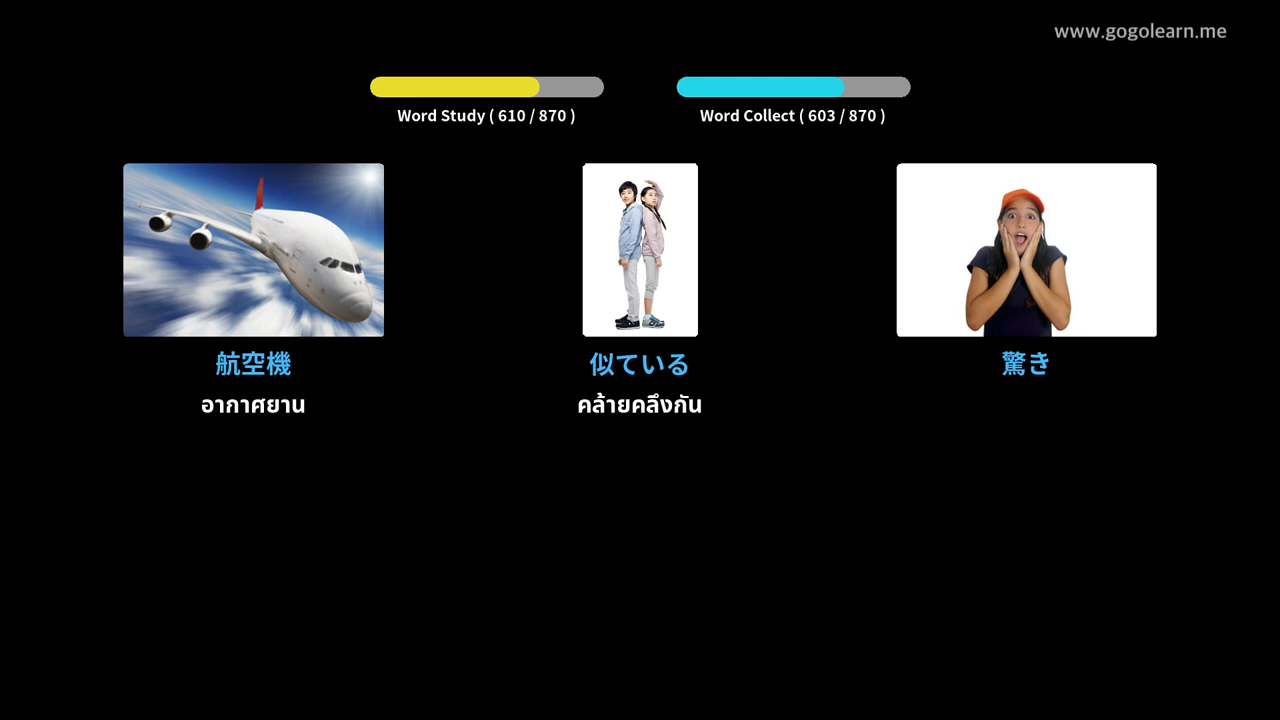 www.gogolearn.me
Word Study ( 610 / 870 )
Word Collect ( 603 / 870 )
航空機
似ている
驚き
อากาศยาน
คล้ายคลึงกัน